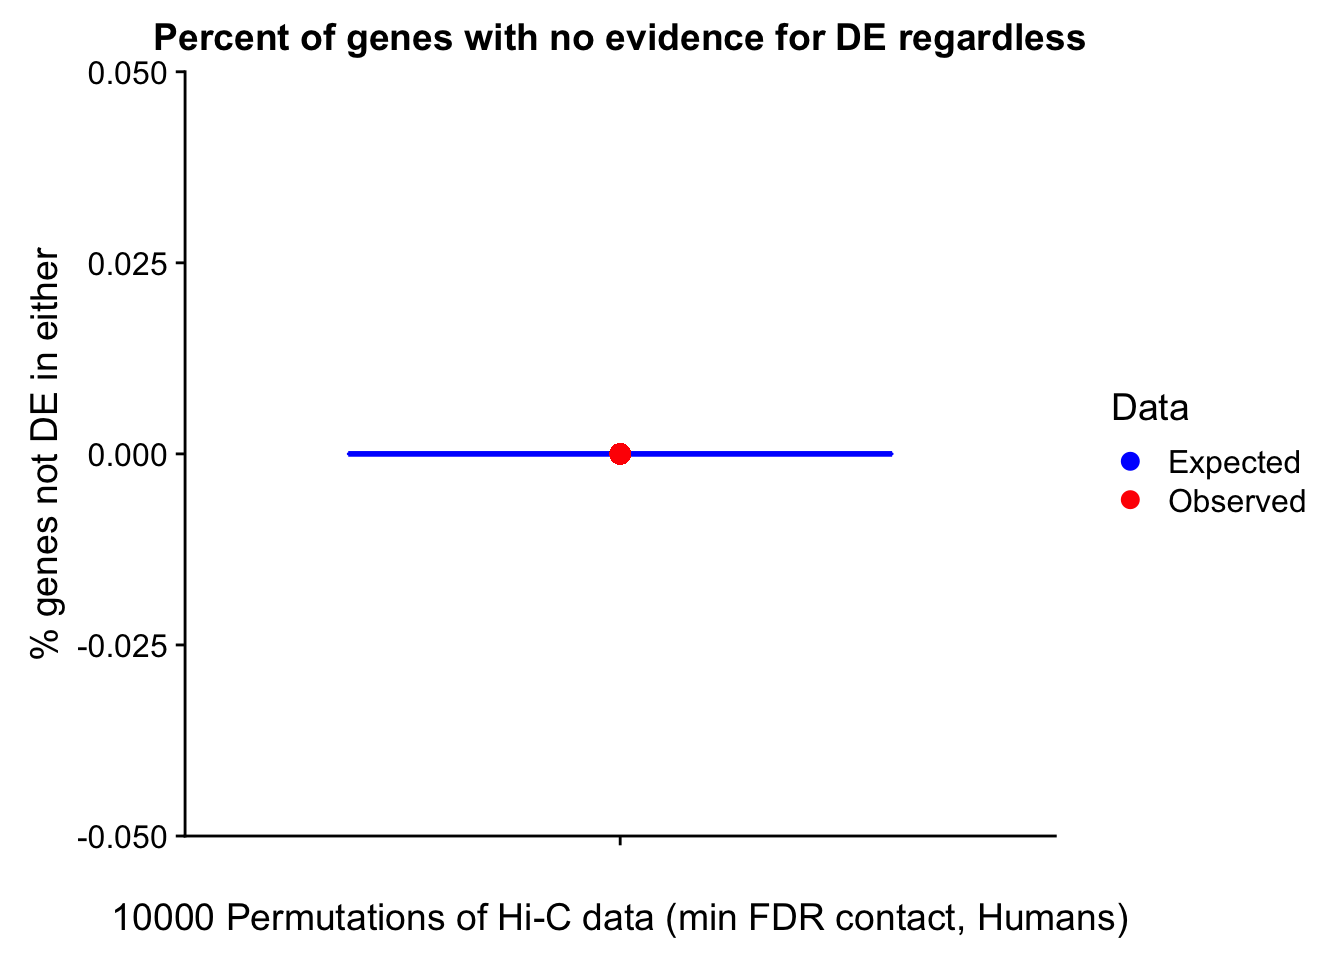 Percent of genes with no evidence for DE regardless
0.050
0.025
0.000
-0.025
-0.050
% genes not DE in either
10000 Permutations of Hi-C data (min FDR contact, Humans)
Data
Expected
Observed